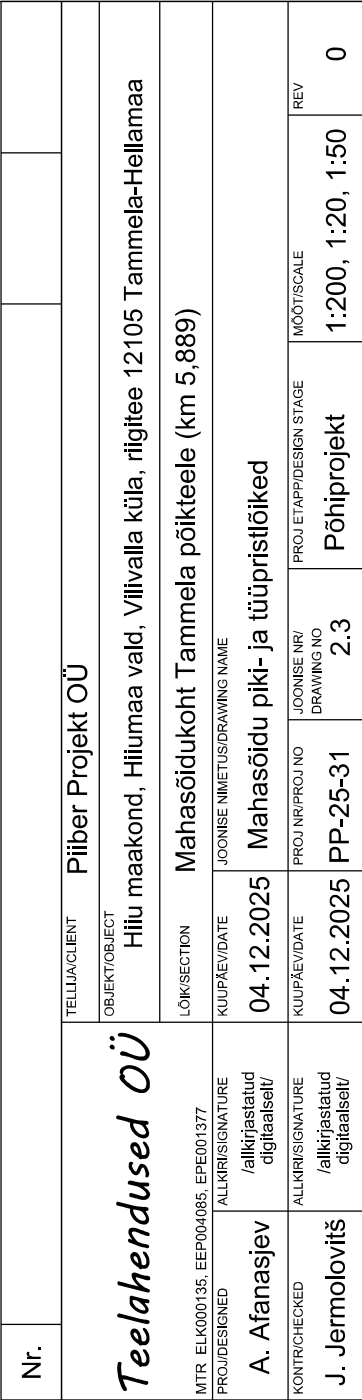 Nr.
Teelahendused OÜ
MTR ELK000135, EEP004085, EPE001377
TELLIJA/CLIENT
Piiber Projekt OÜ
OBJEKT/OBJECT
Hiiu maakond, Hiiumaa vald, Villivalla küla, riigitee 12105 Tammela-Hellamaa
LÕIK/SECTION
Mahasõidukoht Tammela põikteele (km 5,889)
PROJ/DESIGNED
A. Afanasjev
ALLKIRI/SIGNATURE
/allkirjastatud
digitaalselt/
KUUPÄEV/DATE
04.12.2025
JOONISE NIMETUS/DRAWING NAME
Mahasõidu piki- ja tüüpristlõiked
KONTR/CHECKED
J. Jermolovitš
ALLKIRI/SIGNATURE
/allkirjastatud
digitaalselt/
KUUPÄEV/DATE
04.12.2025
PROJ NR/PROJ NO
PP-25-31
JOONISE NR/
DRAWING NO
2.3
PROJ ETAPP/DESIGN STAGE
Põhiprojekt
MÕÕT/SCALE
1:200, 1:20, 1:50
REV
0